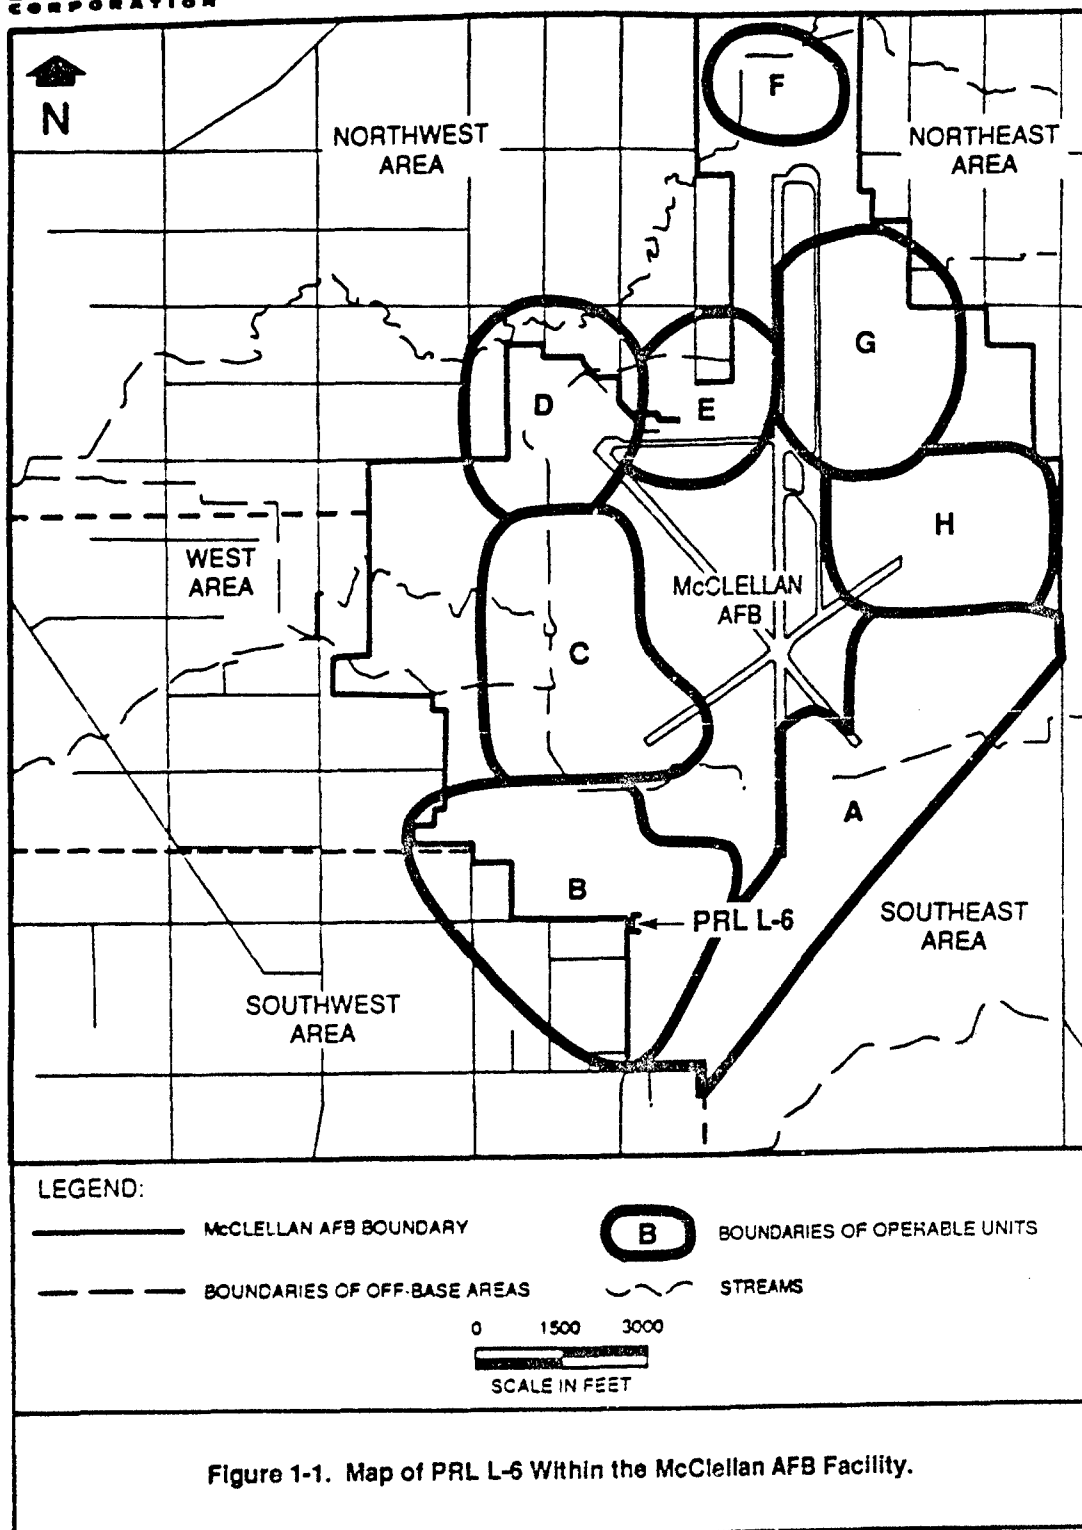 CORPORATION
N
F
NORTHWEST
AREA
NORTHEAST
AREA
G
D
E
H
WEST
AREA
McCLELLAN
AFB
C
A
B
PRL L-6
SOUTHEAST
AREA
SOUTHWEST
AREA
LEGEND:
McCLELLAN AFB BOUNDARY
B
BOUNDARIES OF OPERABLE UNITS
BOUNDARIES OF OFF-BASE AREAS
STREAMS
0 1500 3000
SCALE IN FEET
Figure 1-1. Map of PRL L-6 Within the McClellan AFB Facility.